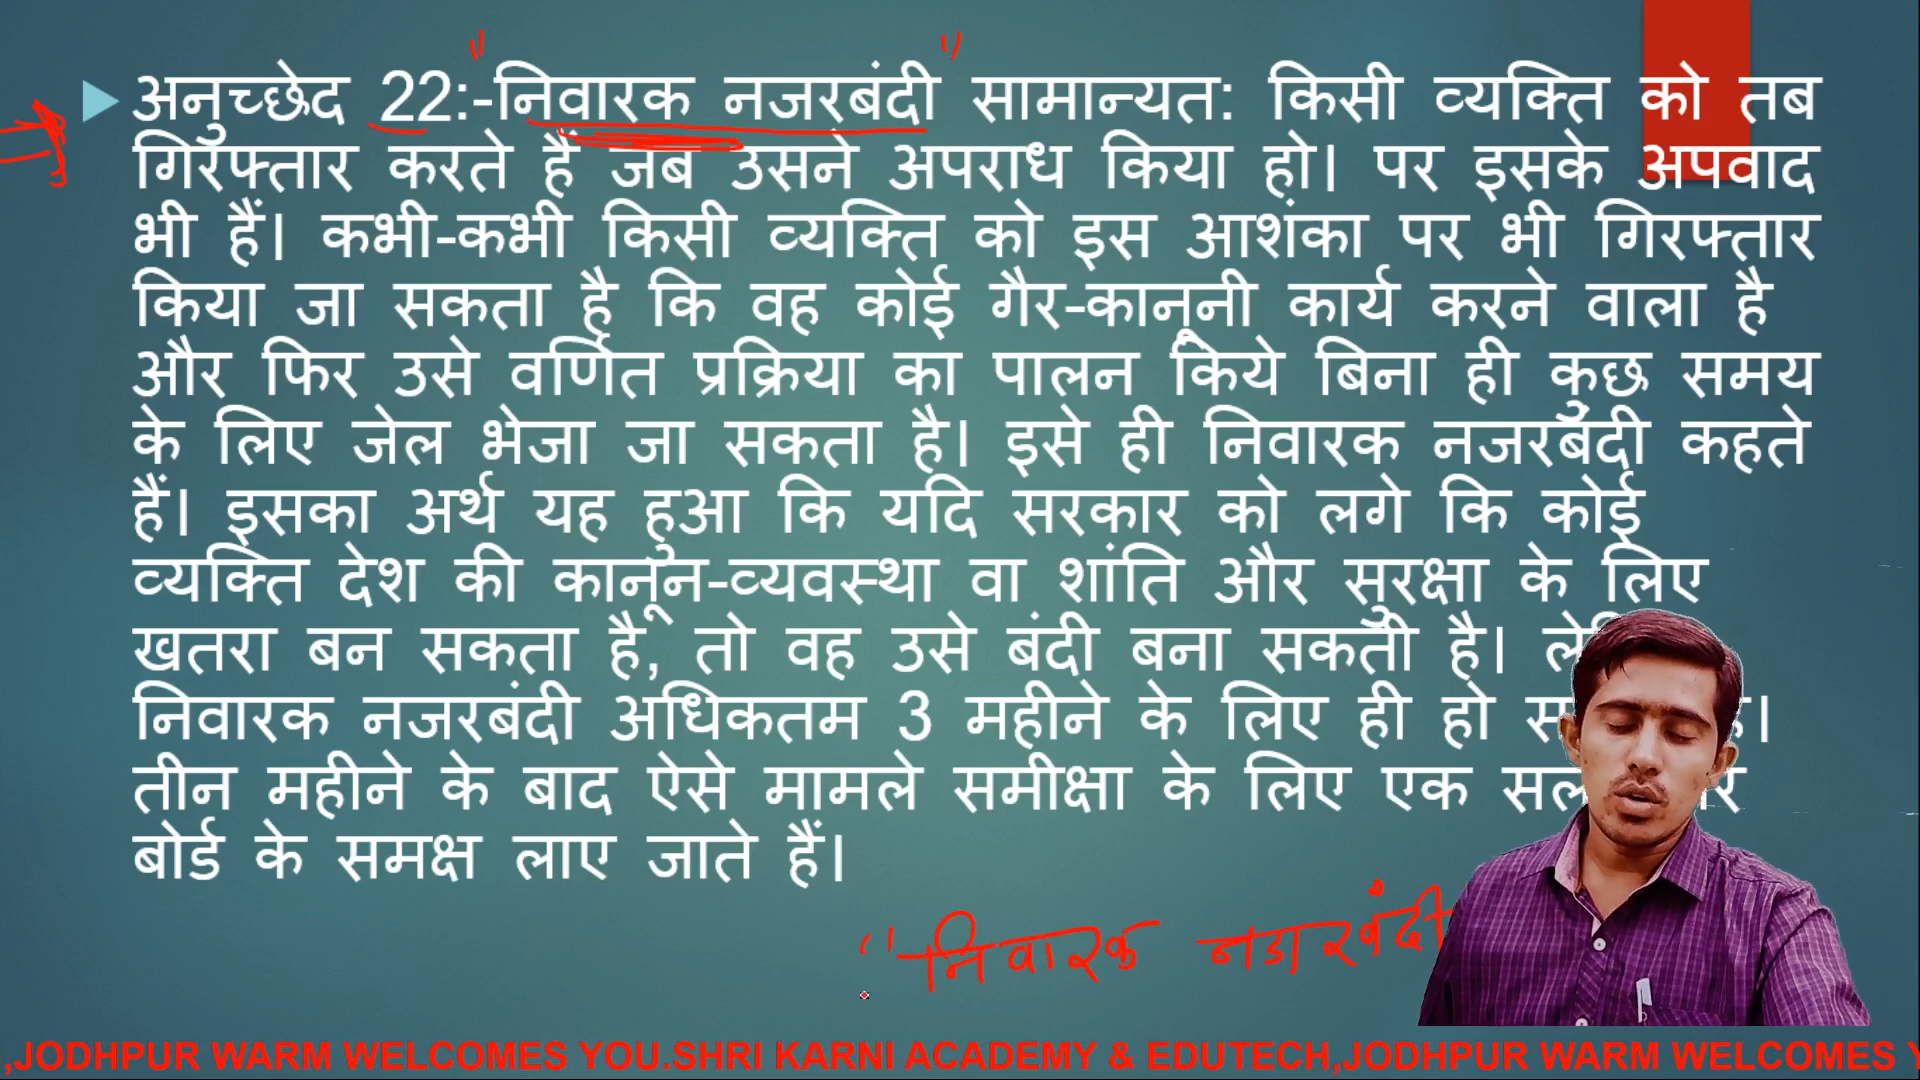 अनुच्छेद 22:-निवारक नजरबंदी सामान्यत: किसी व्यक्ति को तब
गिरफ्तार करते हैं जब उसने अपराध किया हो। पर इसके अपवाद
भी हैं। कभी-कभी किसी व्यक्ति को इस आशंका पर भी गिरफ्तार
किया जा सकता है कि वह कोई गैर-कानूनी कार्य करने वाला है
और फिर उसे वर्णित प्रक्रिया का पालन किये बिना ही कुछ समय
के लिए जेल भेजा जा सकता है। इसे ही निवारक नजरबंदी कहते
हैं। इसका अर्थ यह हुआ कि यदि सरकार को लगे कि कोई
व्यक्ति देश की कानून-व्यवस्था वा शांति और सुरक्षा के लिए
खतरा बन सकता है, तो वह उसे बंदी बना सकती है।
निवारक नजरबंदी अधिकतम 3 महीने के लिए ही हो
तीन महीने के बाद ऐसे मामले समीक्षा के लिए एक
बोर्ड के समक्ष लाए जाते हैं।
"निवारक नजरबंदी
,JODHPUR WARM WELCOMES YOU.SHRI KARNI ACADEMY & EDUTECH,JODHPUR WARM WELCOMES